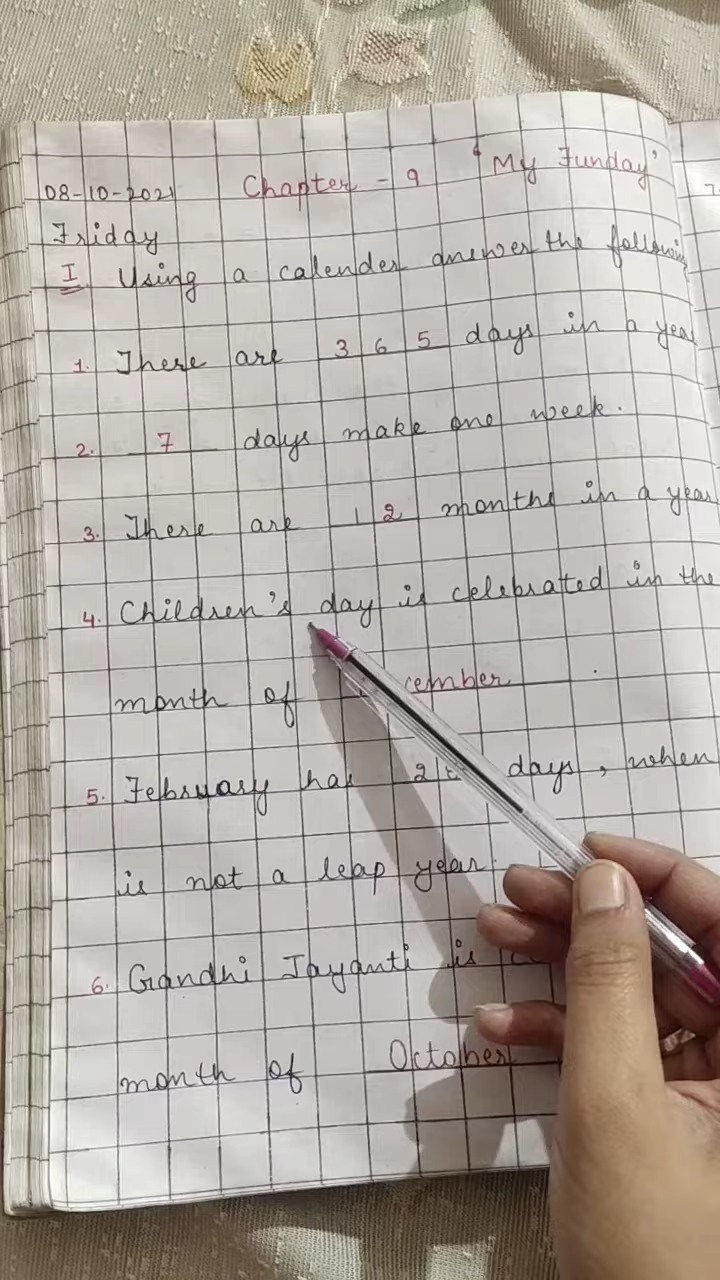 08-10-2021 Chapter - 9 'My Funday'
Friday
I Using a calender answer the following
1. There are 365 days in a year
2. 7 days make one week.
3. There are 12 months in a year
4. Children's day is celebrated in the
month of
5. February has days, when
is not a leap year.
6. Gandhi Jayanti is
month of October
7.